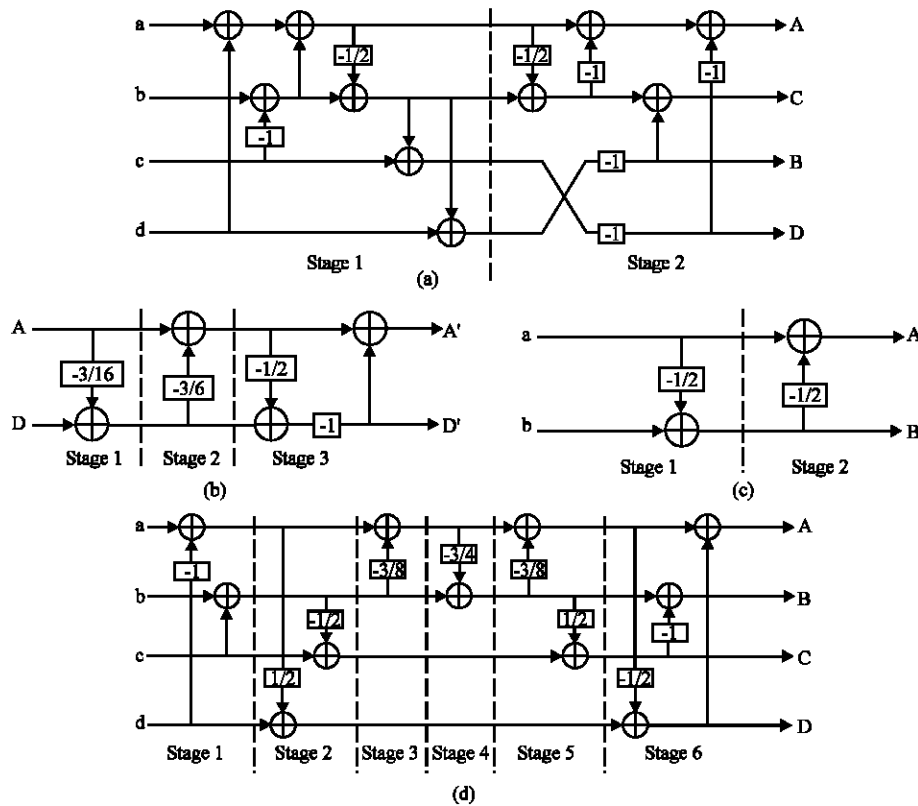 a A
-1/2 -1/2 -1 -1
b C
-1
c -1 B
d -1 D
Stage 1 Stage 2
(a)
A A'
-3/16 -3/6 -1/2
D -1 D'
Stage 1 Stage 2 Stage 3
(b)
a A
-1/2 -1/2
b B
Stage 1 Stage 2
(c)
a A
-1 -3/8 -3/4 -3/8
b B
-1/2 1/2 -1
c C
1/2 -1/2
d D
Stage 1 Stage 2 Stage 3 Stage 4 Stage 5 Stage 6
(d)